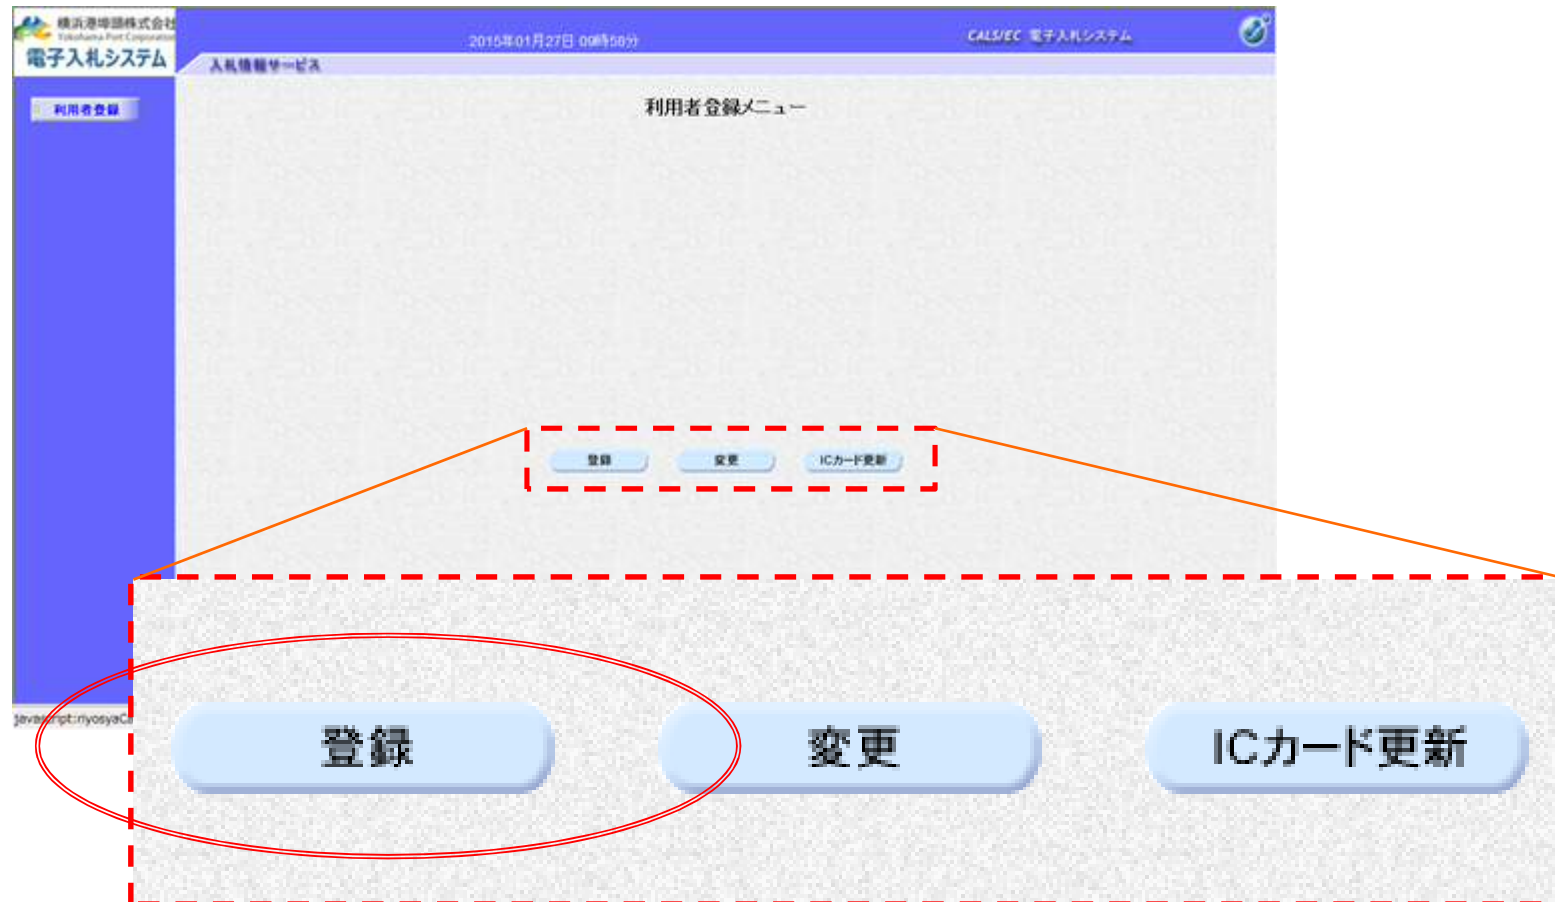 横浜港埠頭株式会社
Yokohama Port Corporation
電子入札システム
2015年01月27日 09時58分
CALS/EC 電子入札システム
入札情報サービス
利用者登録
利用者登録メニュー
登録 変更 ICカード更新
登録 変更 ICカード更新